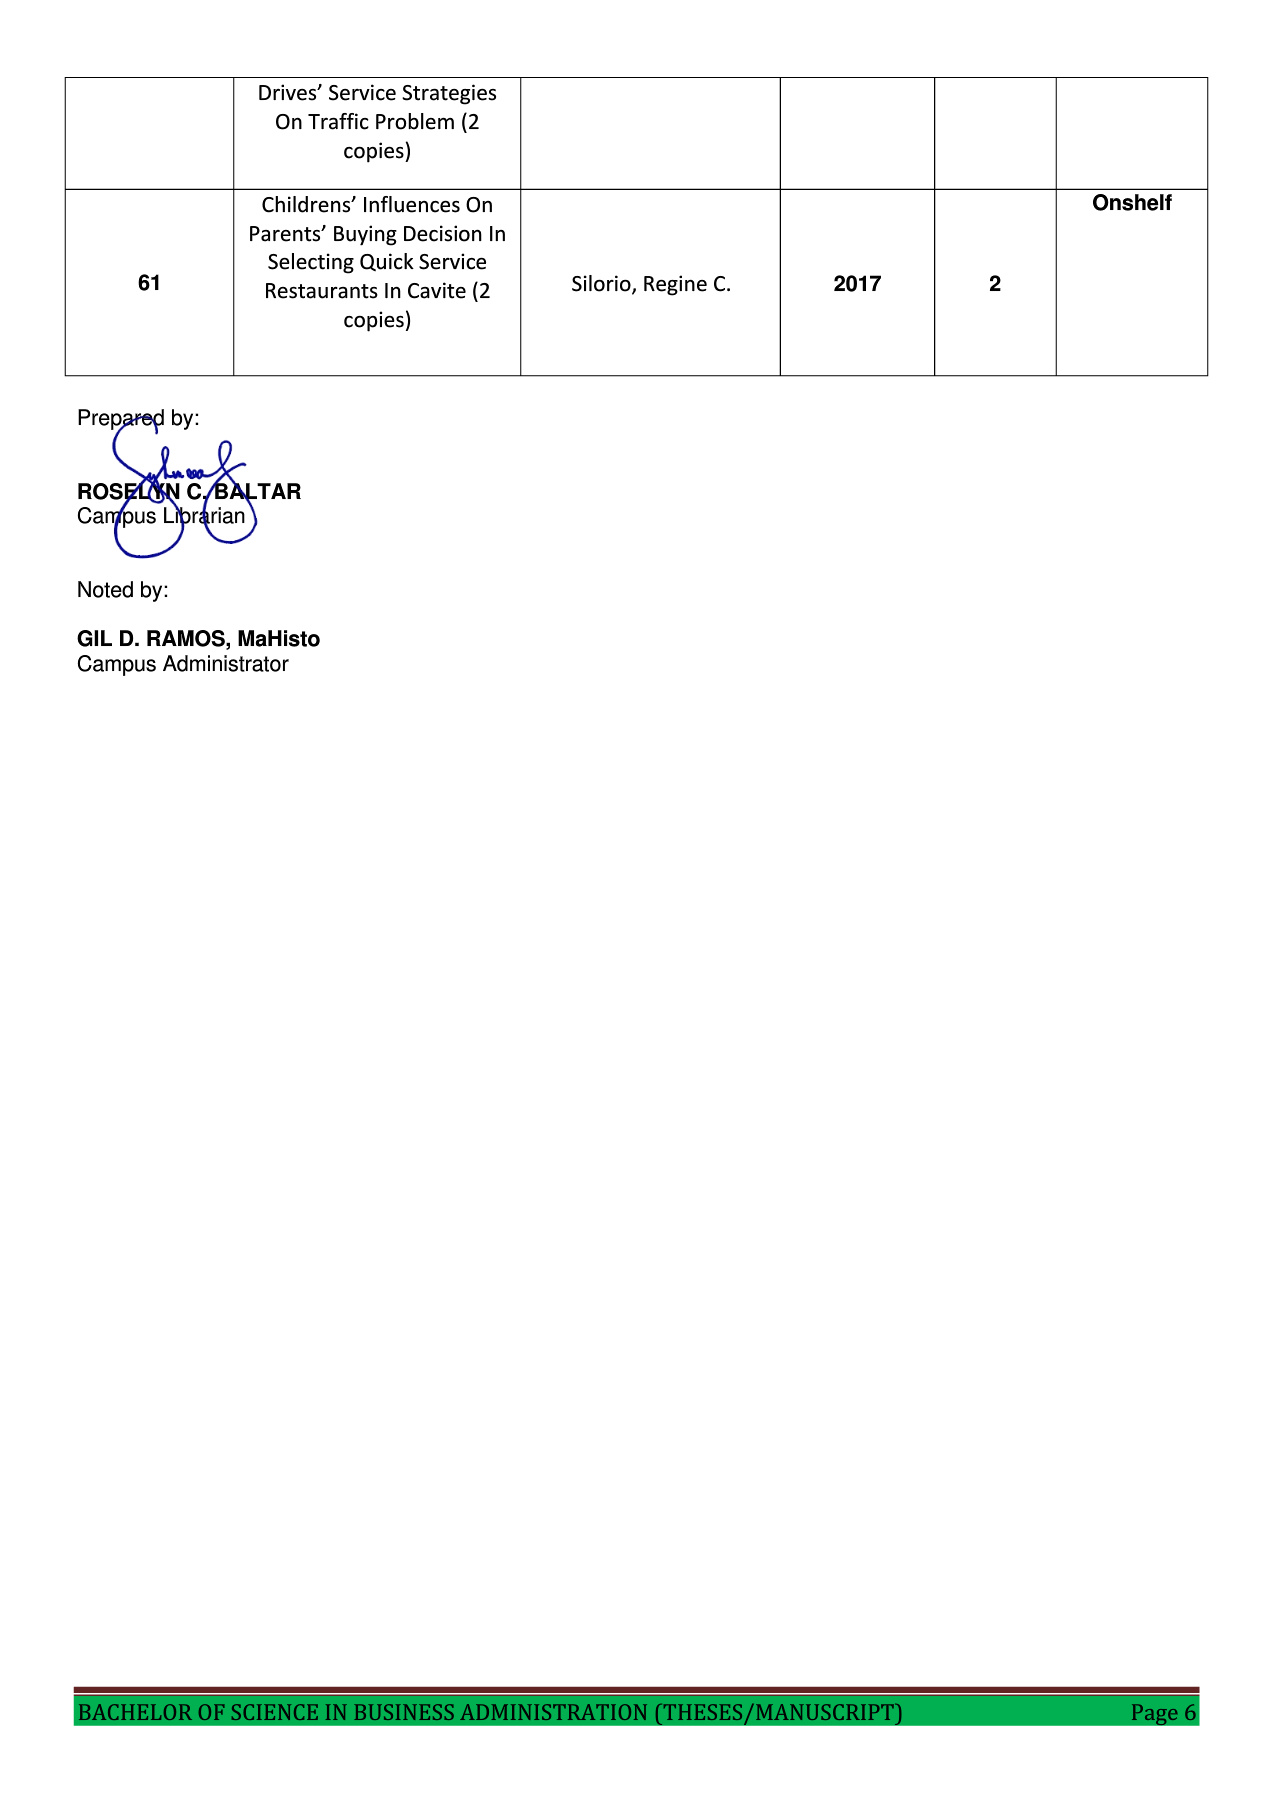 Drives’ Service Strategies
On Traffic Problem (2
copies)
61
Childrens’ Influences On
Parents’ Buying Decision In
Selecting Quick Service
Restaurants In Cavite (2
copies)
Silorio, Regine C.
2017
2
Onshelf
Prepared by:
ROSELYN C. BALTAR
Campus Librarian
Noted by:
GIL D. RAMOS, MaHisto
Campus Administrator
BACHELOR OF SCIENCE IN BUSINESS ADMINISTRATION (THESES/MANUSCRIPT) Page 6